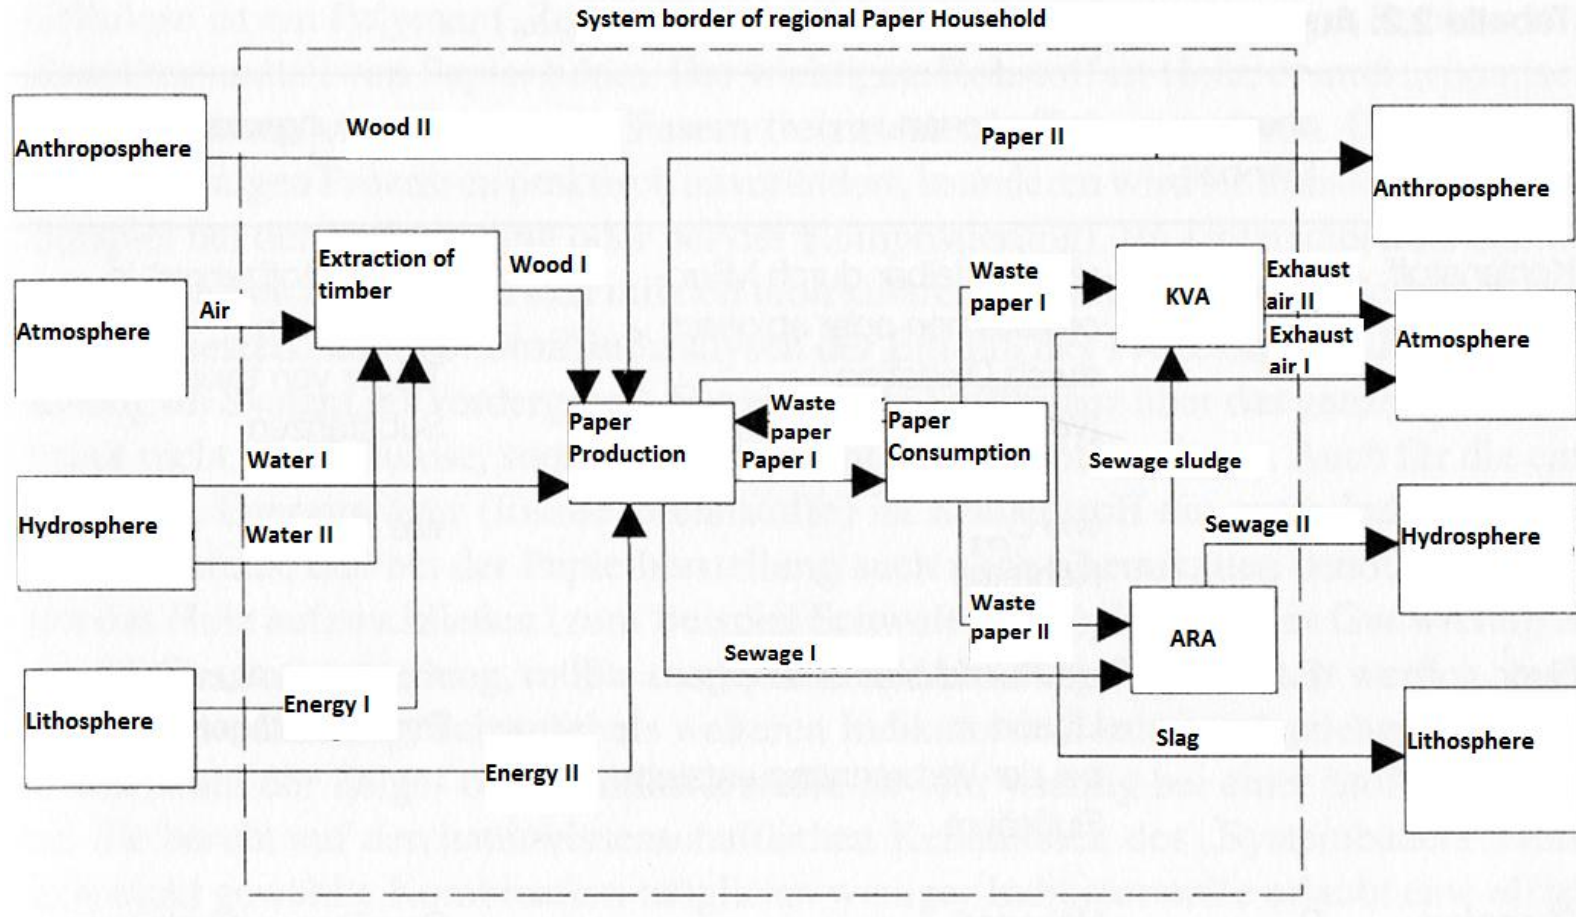 System border of regional Paper Household
Wood II
Anthroposphere
Paper II
Anthroposphere
Extraction of
timber
Wood I
Waste
paper I
KVA
Exhaust
air II
Air
Atmosphere
Exhaust
air I
Atmosphere
Paper
Production
Waste
paper
Paper I
Paper
Consumption
Water I
Sewage sludge
Hydrosphere
Water II
Sewage II
Hydrosphere
Waste
paper II
ARA
Sewage I
Energy I
Lithosphere
Slag
Lithosphere
Energy II